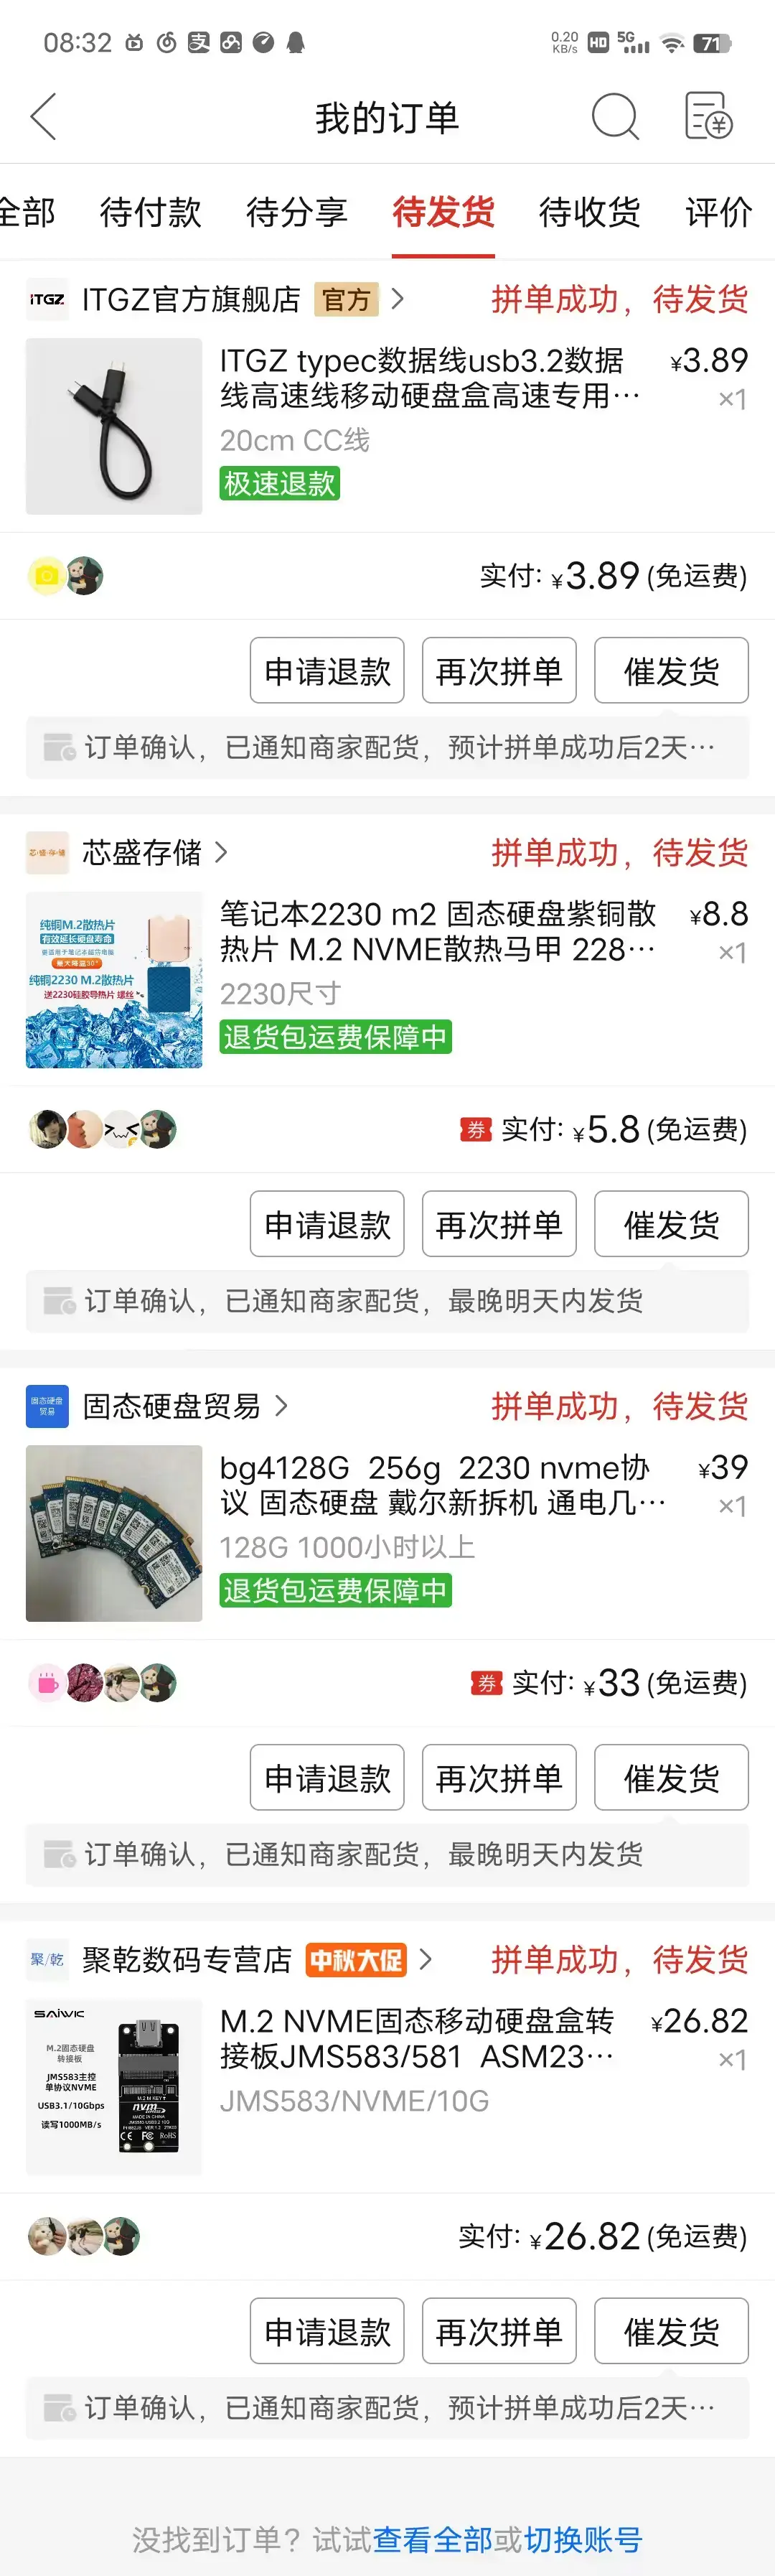 08:32
0.20
KB/s
HD
5G
71
我的订单
全部 待付款 待分享 待发货 待收货 评价
ITGZ
ITGZ官方旗舰店 官方 拼单成功，待发货
ITGZ typec数据线usb3.2数据 ¥3.89
线高速线移动硬盘盒高速专用… ×1
20cm CC线
极速退款
实付: ¥3.89 (免运费)
申请退款 再次拼单 催发货
订单确认，已通知商家配货，预计拼单成功后2天…
芯·盛·存·储
芯盛存储 拼单成功，待发货
纯铜M.2散热片
有效延长硬盘寿命
最大降温30°
纯铜2230 M.2散热片
送2230硅胶导热片 螺丝
笔记本2230 m2 固态硬盘紫铜散 ¥8.8
热片 M.2 NVME散热马甲 228… ×1
2230尺寸
退货包运费保障中
券 实付: ¥5.8 (免运费)
申请退款 再次拼单 催发货
订单确认，已通知商家配货，最晚明天内发货
固态硬盘
贸易
固态硬盘贸易 拼单成功，待发货
bg4128G 256g 2230 nvme协 ¥39
议 固态硬盘 戴尔新拆机 通电几… ×1
128G 1000小时以上
退货包运费保障中
券 实付: ¥33 (免运费)
申请退款 再次拼单 催发货
订单确认，已通知商家配货，最晚明天内发货
聚/乾
聚乾数码专营店 中秋大促 拼单成功，待发货
SAIWK
M.2固态硬盘
转接板
JMS583主控
单协议NVME
USB3.1/10Gbps
读写1000MB/s
nvm
MADE IN CHINA
CE FC RoHS
M.2 NVME固态移动硬盘盒转 ¥26.82
接板JMS583/581 ASM23… ×1
JMS583/NVME/10G
实付: ¥26.82 (免运费)
申请退款 再次拼单 催发货
订单确认，已通知商家配货，预计拼单成功后2天…
没找到订单？试试查看全部或切换账号